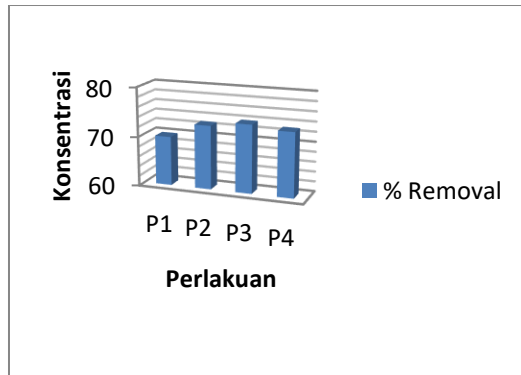 Konsentrasi
80
70
60
P1 P2 P3 P4
Perlakuan
% Removal